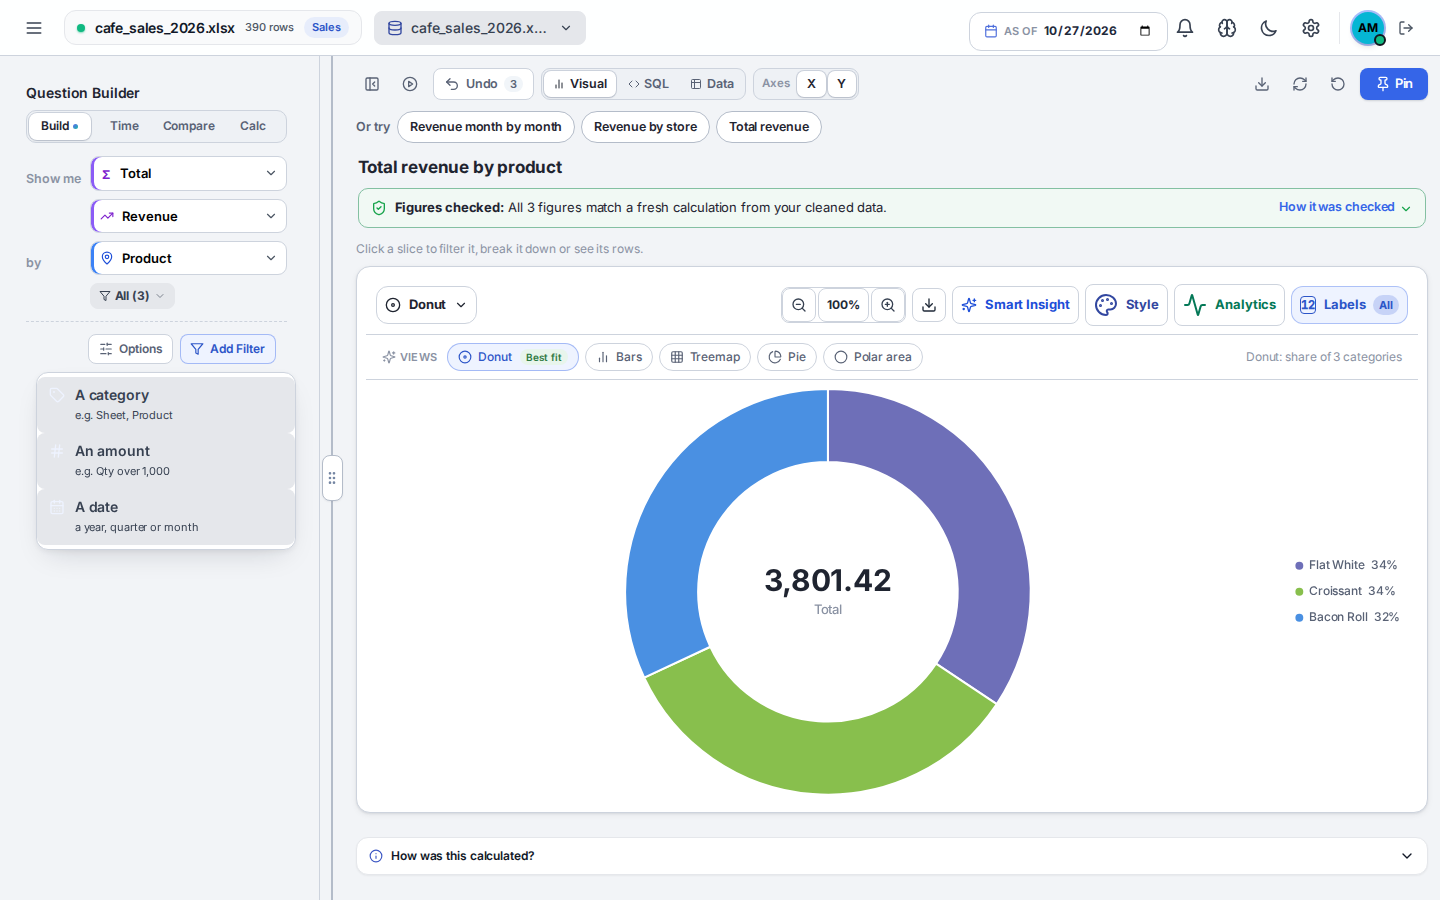 cafe_sales_2026.xlsx 390 rows Sales
cafe_sales_2026.x...
AS OF 10/27/2026
AM
Question Builder
Build Time Compare Calc
Show me Total
Revenue
by Product
All (3)
Options Add Filter
A category
e.g. Sheet, Product
An amount
e.g. Qty over 1,000
A date
a year, quarter or month
Undo 3 Visual SQL Data Axes X Y
Pin
Or try Revenue month by month Revenue by store Total revenue
Total revenue by product
Figures checked: All 3 figures match a fresh calculation from your cleaned data. How it was checked
Click a slice to filter it, break it down or see its rows.
Donut 100% Smart Insight Style Analytics 12 Labels All
VIEWS Donut Best fit Bars Treemap Pie Polar area Donut: share of 3 categories
3,801.42
Total
Flat White 34%
Croissant 34%
Bacon Roll 32%
How was this calculated?